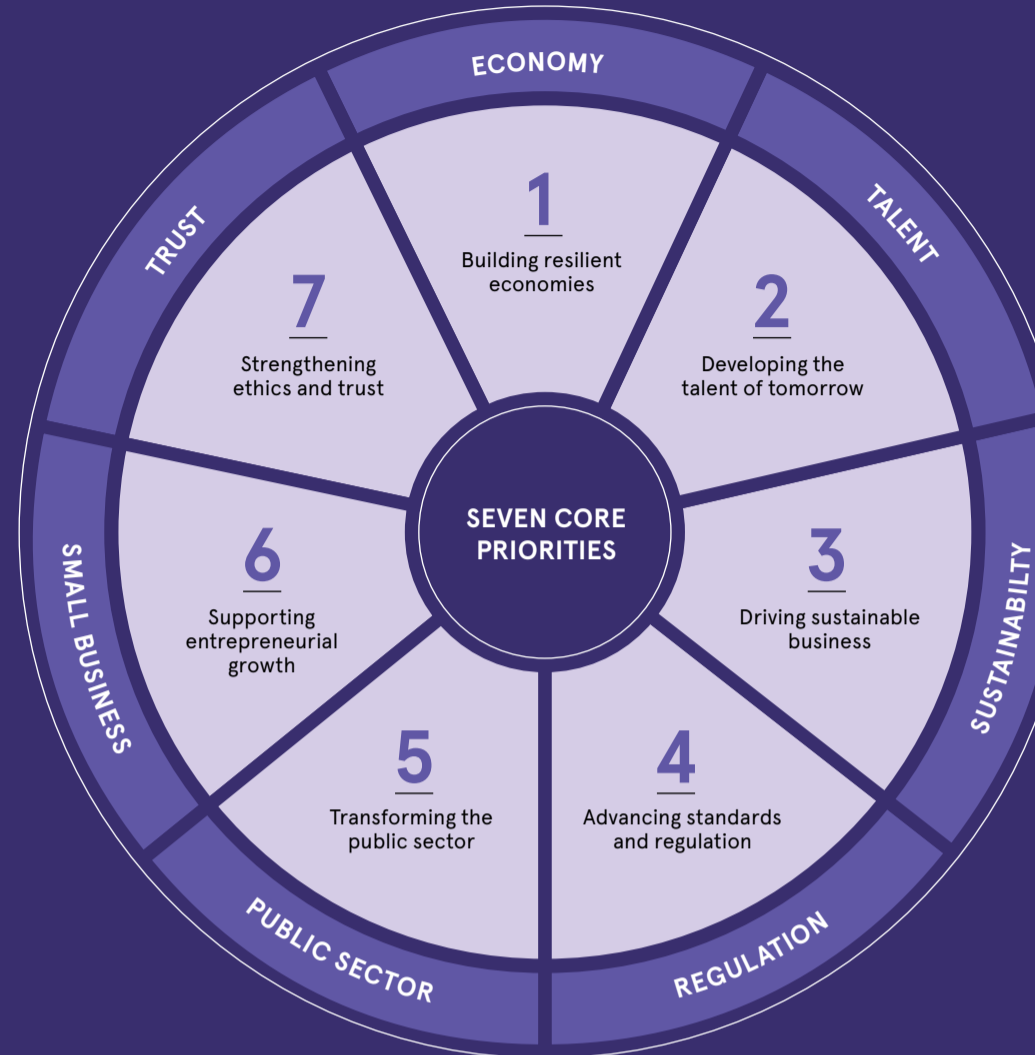 ECONOMY
TALENT
SUSTAINABILTY
REGULATION
PUBLIC SECTOR
SMALL BUSINESS
TRUST
1
Building resilient
economies
2
Developing the
talent of tomorrow
3
Driving sustainable
business
4
Advancing standards
and regulation
5
Transforming the
public sector
6
Supporting
entrepreneurial
growth
7
Strengthening
ethics and trust
SEVEN CORE
PRIORITIES